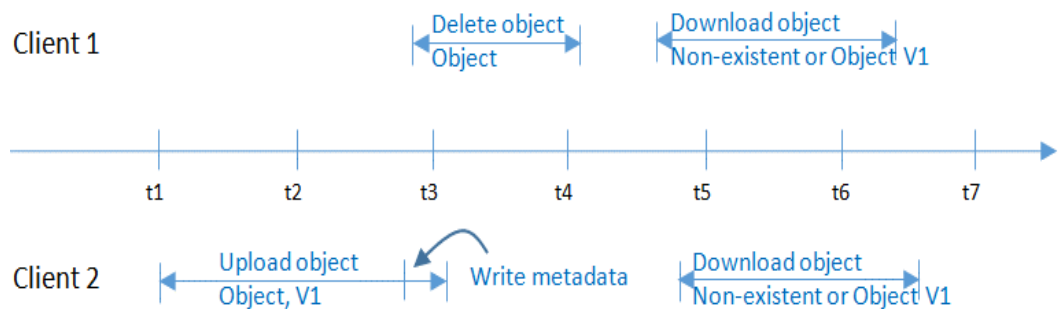 Client 1
Delete object
Object
Download object
Non-existent or Object V1
t1 t2 t3 t4 t5 t6 t7
Client 2
Upload object
Object, V1
Write metadata
Download object
Non-existent or Object V1